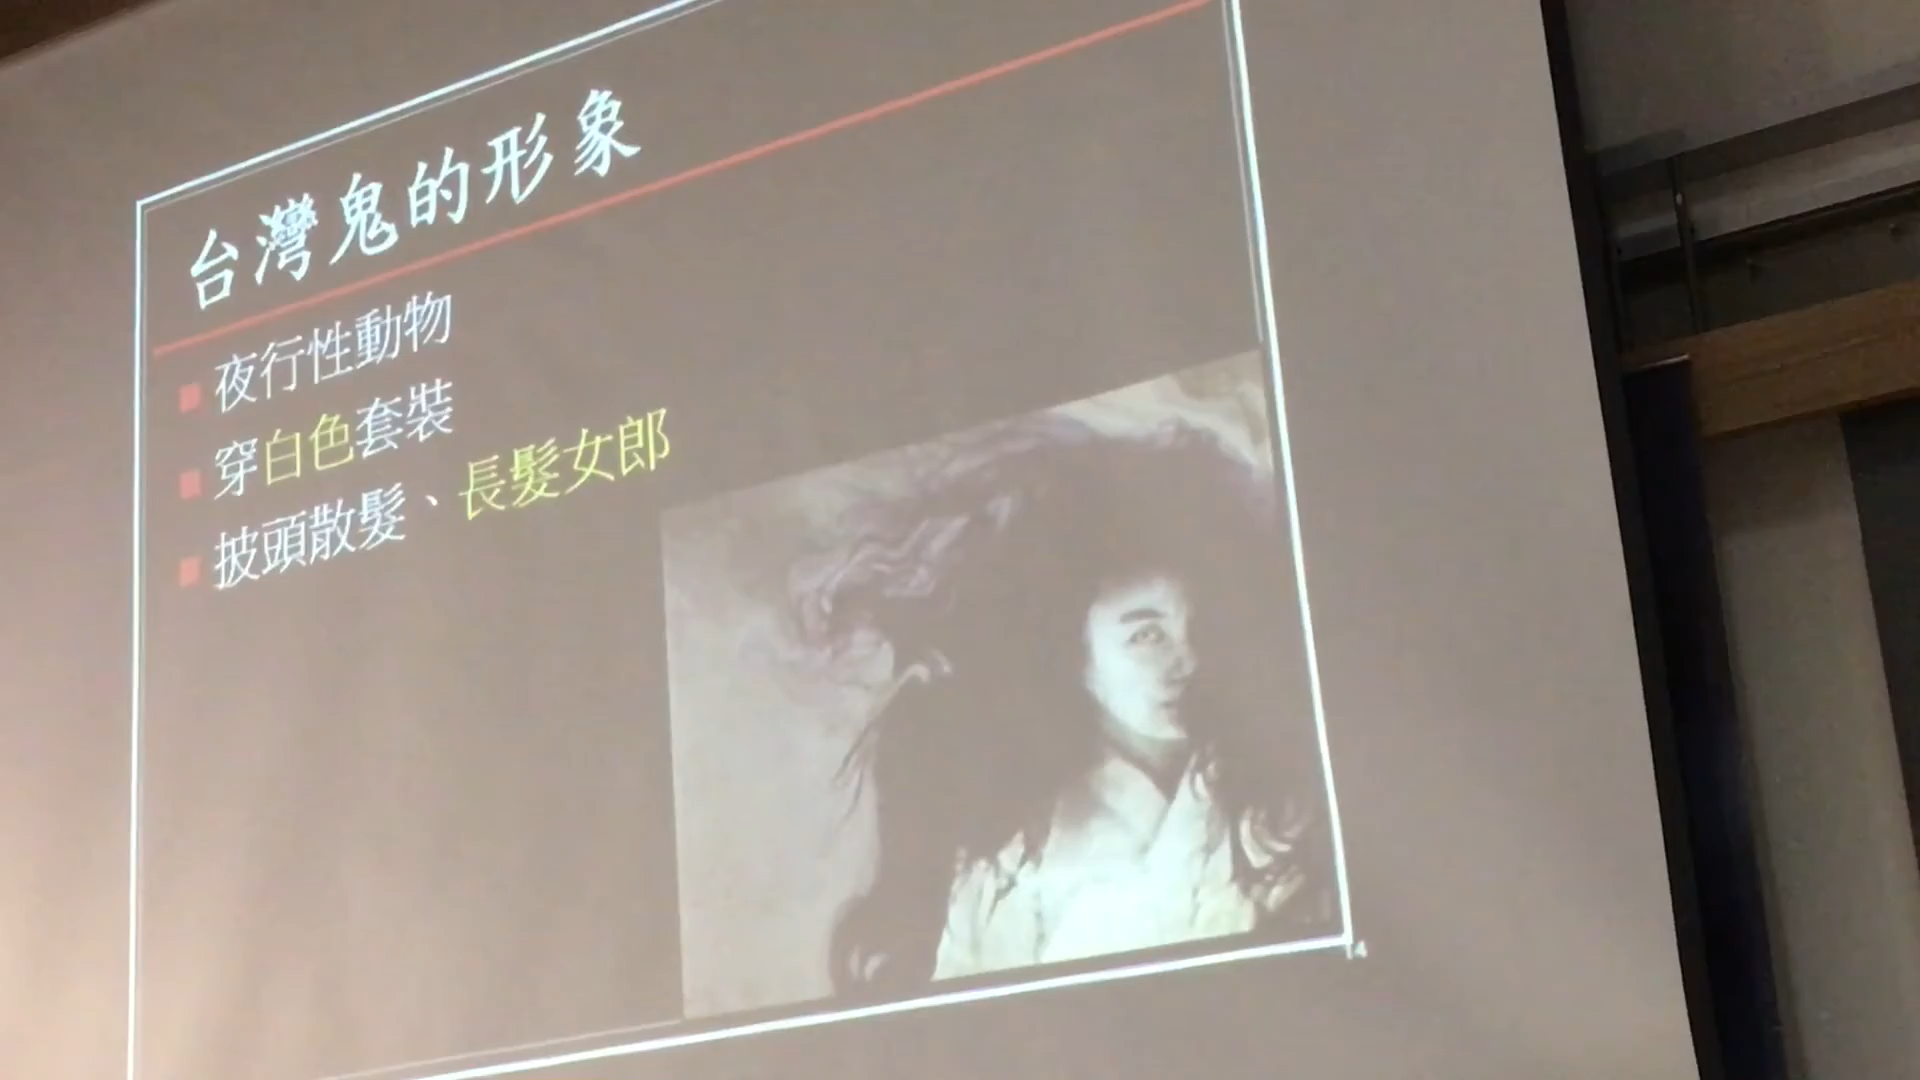 台灣鬼的形象
夜行性動物
穿白色套裝
披頭散髮、長髮女郎